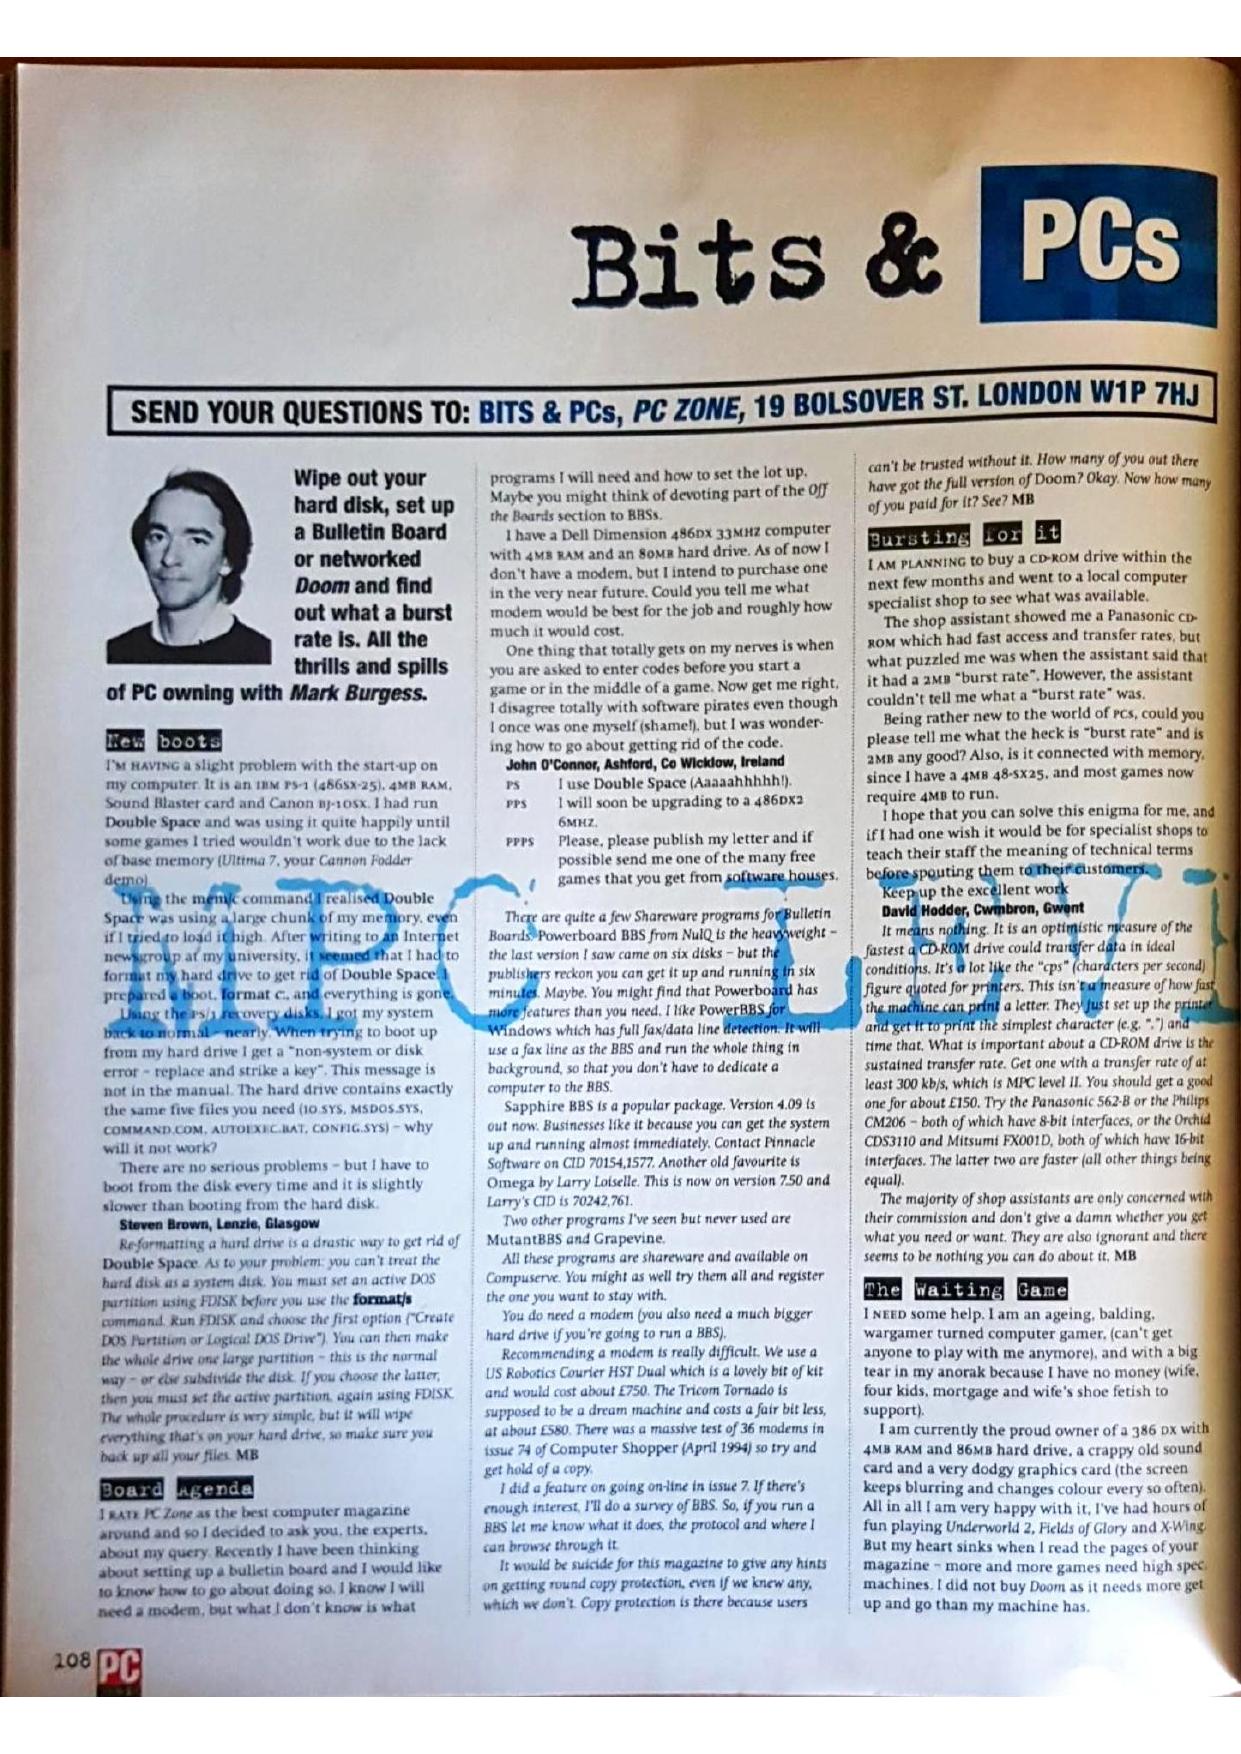 Bits & PCs
SEND YOUR QUESTIONS TO: BITS & PCs, PC ZONE, 19 BOLSOVER ST. LONDON W1P 7HJ
Wipe out your
hard disk, set up
a Bulletin Board
or networked
Doom and find
out what a burst
rate is. All the
thrills and spills
of PC owning with Mark Burgess.
New boots
I'M HAVING a slight problem with the start-up on
my computer. It is an IBM PS-1 (486SX-25), 4MB RAM,
Sound Blaster card and Canon BJ-10SX. I had run
Double Space and was using it quite happily until
some games I tried wouldn't work due to the lack
of base memory (Ultima 7, your Cannon Fodder
demo)
Using the mem/c command I realised Double
Space was using a large chunk of my memory, even
if I tried to load it high. After writing to an Internet
newsgroup at my university, it seemed that I had to
format my hard drive to get rid of Double Space. I
prepared a boot, format c:, and everything is gone.
Using the PS/1 recovery disks, I got my system
back to normal – nearly. When trying to boot up
from my hard drive I get a "non-system or disk
error – replace and strike a key". This message is
not in the manual. The hard drive contains exactly
the same five files you need (IO.SYS, MSDOS.SYS,
COMMAND.COM, AUTOEXEC.BAT, CONFIG.SYS) – why
will it not work?
There are no serious problems – but I have to
boot from the disk every time and it is slightly
slower than booting from the hard disk.
Steven Brown, Lenzie, Glasgow
Re-formatting a hard drive is a drastic way to get rid of
Double Space. As to your problem: you can't treat the
hard disk as a system disk. You must set an active DOS
partition using FDISK before you use the format/s
command. Run FDISK and choose the first option ("Create
DOS Partition or Logical DOS Drive"). You can then make
the whole drive one large partition – this is the normal
way – or else subdivide the disk. If you choose the latter,
then you must set the active partition, again using FDISK.
The whole procedure is very simple, but it will wipe
everything that's on your hard drive, so make sure you
back up all your files. MB
Board Agenda
I RATE PC Zone as the best computer magazine
around and so I decided to ask you, the experts,
about my query. Recently I have been thinking
about setting up a bulletin board and I would like
to know how to go about doing so. I know I will
need a modem, but what I don't know is what
programs I will need and how to set the lot up.
Maybe you might think of devoting part of the Off
the Boards section to BBSs.
I have a Dell Dimension 486DX 33MHZ computer
with 4MB RAM and an 80MB hard drive. As of now I
don't have a modem, but I intend to purchase one
in the very near future. Could you tell me what
modem would be best for the job and roughly how
much it would cost.
One thing that totally gets on my nerves is when
you are asked to enter codes before you start a
game or in the middle of a game. Now get me right,
I disagree totally with software pirates even though
I once was one myself (shame!), but I was wonder-
ing how to go about getting rid of the code.
John O'Connor, Ashford, Co Wicklow, Ireland
PS I use Double Space (Aaaaahhhhh!).
PPS I will soon be upgrading to a 486DX2
6MHZ.
PPPS Please, please publish my letter and if
possible send me one of the many free
games that you get from software houses.
There are quite a few Shareware programs for Bulletin
Boards. Powerboard BBS from NulQ is the heavyweight –
the last version I saw came on six disks – but the
publishers reckon you can get it up and running in six
minutes. Maybe. You might find that Powerboard has
more features than you need. I like PowerBBS for
Windows which has full fax/data line detection. It will
use a fax line as the BBS and run the whole thing in
background, so that you don't have to dedicate a
computer to the BBS.
Sapphire BBS is a popular package. Version 4.09 is
out now. Businesses like it because you can get the system
up and running almost immediately. Contact Pinnacle
Software on CID 70154,1577. Another old favourite is
Omega by Larry Loiselle. This is now on version 7.50 and
Larry's CID is 70242,761.
Two other programs I've seen but never used are
MutantBBS and Grapevine.
All these programs are shareware and available on
Compuserve. You might as well try them all and register
the one you want to stay with.
You do need a modem (you also need a much bigger
hard drive if you're going to run a BBS).
Recommending a modem is really difficult. We use a
US Robotics Courier HST Dual which is a lovely bit of kit
and would cost about £750. The Tricom Tornado is
supposed to be a dream machine and costs a fair bit less,
at about £580. There was a massive test of 36 modems in
issue 74 of Computer Shopper (April 1994) so try and
get hold of a copy.
I did a feature on going on-line in issue 7. If there's
enough interest, I'll do a survey of BBS. So, if you run a
BBS let me know what it does, the protocol and where I
can browse through it.
It would be suicide for this magazine to give any hints
on getting round copy protection, even if we knew any,
which we don't. Copy protection is there because users
can't be trusted without it. How many of you out there
have got the full version of Doom? Okay. Now how many
of you paid for it? See? MB
Bursting for it
I AM PLANNING to buy a CD-ROM drive within the
next few months and went to a local computer
specialist shop to see what was available.
The shop assistant showed me a Panasonic CD-
ROM which had fast access and transfer rates, but
what puzzled me was when the assistant said that
it had a 2MB "burst rate". However, the assistant
couldn't tell me what a "burst rate" was.
Being rather new to the world of PCs, could you
please tell me what the heck is "burst rate" and is
2MB any good? Also, is it connected with memory,
since I have a 4MB 48-SX25, and most games now
require 4MB to run.
I hope that you can solve this enigma for me, and
if I had one wish it would be for specialist shops to
teach their staff the meaning of technical terms
before spouting them to their customers.
Keep up the excellent work
David Hodder, Cwmbron, Gwent
It means nothing. It is an optimistic measure of the
fastest a CD-ROM drive could transfer data in ideal
conditions. It's a lot like the "cps" (characters per second)
figure quoted for printers. This isn't a measure of how fast
the machine can print a letter. They just set up the printer
and get it to print the simplest character (e.g. ".") and
time that. What is important about a CD-ROM drive is the
sustained transfer rate. Get one with a transfer rate of at
least 300 kb/s, which is MPC level II. You should get a good
one for about £150. Try the Panasonic 562-B or the Philips
CM206 – both of which have 8-bit interfaces, or the Orchid
CDS3110 and Mitsumi FX001D, both of which have 16-bit
interfaces. The latter two are faster (all other things being
equal).
The majority of shop assistants are only concerned with
their commission and don't give a damn whether you get
what you need or want. They are also ignorant and there
seems to be nothing you can do about it. MB
The Waiting Game
I NEED some help. I am an ageing, balding,
wargamer turned computer gamer, (can't get
anyone to play with me anymore), and with a big
tear in my anorak because I have no money (wife,
four kids, mortgage and wife's shoe fetish to
support).
I am currently the proud owner of a 386 DX with
4MB RAM and 86MB hard drive, a crappy old sound
card and a very dodgy graphics card (the screen
keeps blurring and changes colour every so often).
All in all I am very happy with it, I've had hours of
fun playing Underworld 2, Fields of Glory and X-Wing.
But my heart sinks when I read the pages of your
magazine – more and more games need high spec.
machines. I did not buy Doom as it needs more get
up and go than my machine has.
MPC LEVE
108 PC